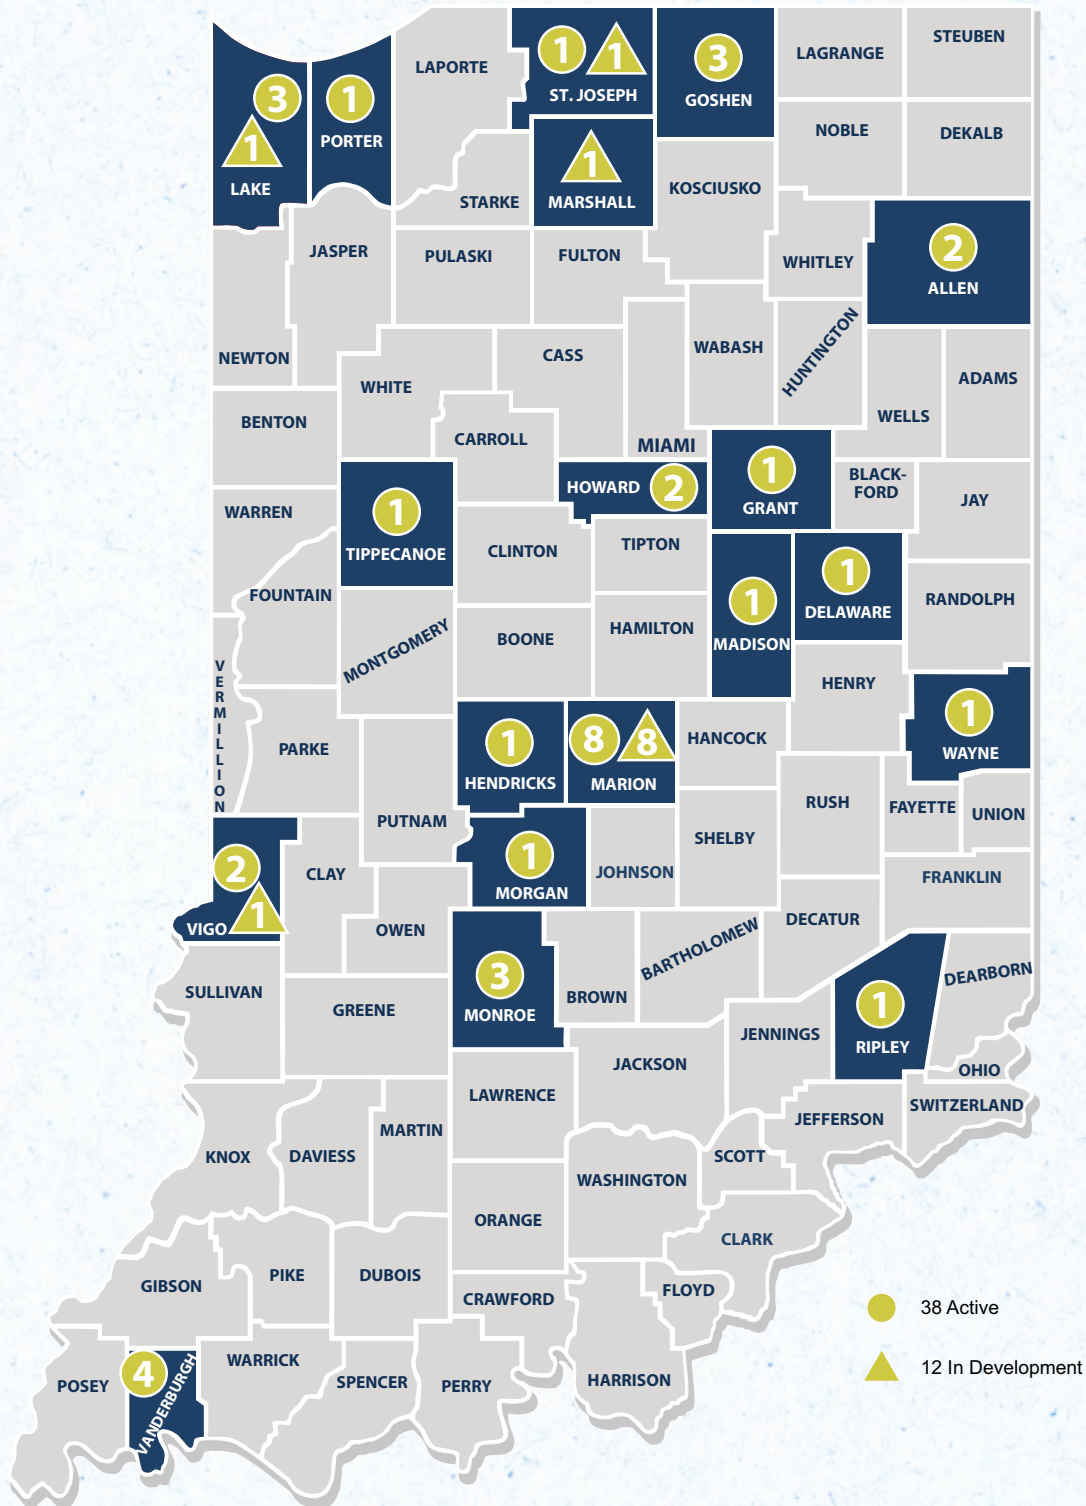 STEUBEN
LAGRANGE
LAPORTE
1
1
ST. JOSEPH
3
GOSHEN
3
1
LAKE
1
PORTER
NOBLE
DEKALB
1
MARSHALL
STARKE
KOSCIUSKO
JASPER
PULASKI
FULTON
WHITLEY
2
ALLEN
NEWTON
WHITE
CASS
WABASH
HUNTINGTON
ADAMS
WELLS
BENTON
CARROLL
MIAMI
HOWARD
2
1
GRANT
BLACK-
FORD
JAY
WARREN
1
TIPPECANOE
CLINTON
TIPTON
FOUNTAIN
MONTGOMERY
BOONE
HAMILTON
1
MADISON
1
DELAWARE
RANDOLPH
HENRY
VERMILLION
PARKE
1
HENDRICKS
8
8
MARION
HANCOCK
1
WAYNE
PUTNAM
RUSH
FAYETTE
UNION
SHELBY
2
1
VIGO
CLAY
1
MORGAN
JOHNSON
FRANKLIN
OWEN
DECATUR
BARTHOLOMEW
DEARBORN
SULLIVAN
GREENE
3
MONROE
BROWN
JENNINGS
1
RIPLEY
JACKSON
OHIO
LAWRENCE
SWITZERLAND
JEFFERSON
MARTIN
KNOX
DAVIESS
SCOTT
WASHINGTON
ORANGE
CLARK
GIBSON
PIKE
DUBOIS
CRAWFORD
FLOYD
38 Active
12 In Development
POSEY
4
VANDERBURGH
WARRICK
SPENCER
PERRY
HARRISON